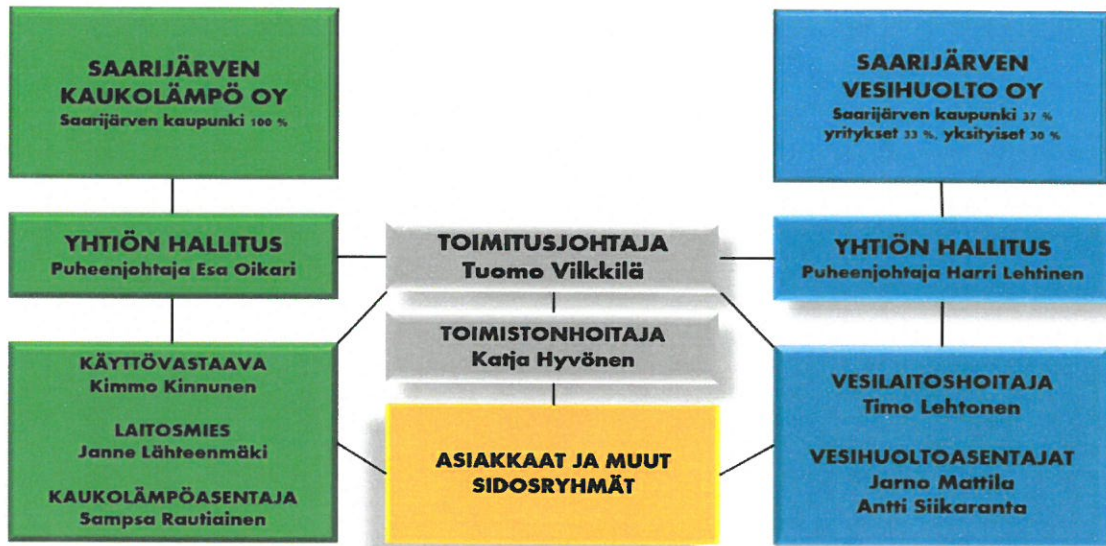 SAARIJÄRVEN
KAUKOLÄMPÖ OY
Saarijärven kaupunki 100 %
SAARIJÄRVEN
VESIHUOLTO OY
Saarijärven kaupunki 37 %
yritykset 33 %, yksityiset 30 %
YHTIÖN HALLITUS
Puheenjohtaja Esa Oikari
TOIMITUSJOHTAJA
Tuomo Vilkkilä
YHTIÖN HALLITUS
Puheenjohtaja Harri Lehtinen
TOIMISTONHOITAJA
Katja Hyvönen
KÄYTTÖVASTAAVA
Kimmo Kinnunen
LAITOSMIES
Janne Lähteenmäki
KAUKOLÄMPÖASENTAJA
Sampsa Rautiainen
ASIAKKAAT JA MUUT
SIDOSRYHMÄT
VESILAITOSHOITAJA
Timo Lehtonen
VESIHUOLTOASENTAJAT
Jarno Mattila
Antti Siikaranta